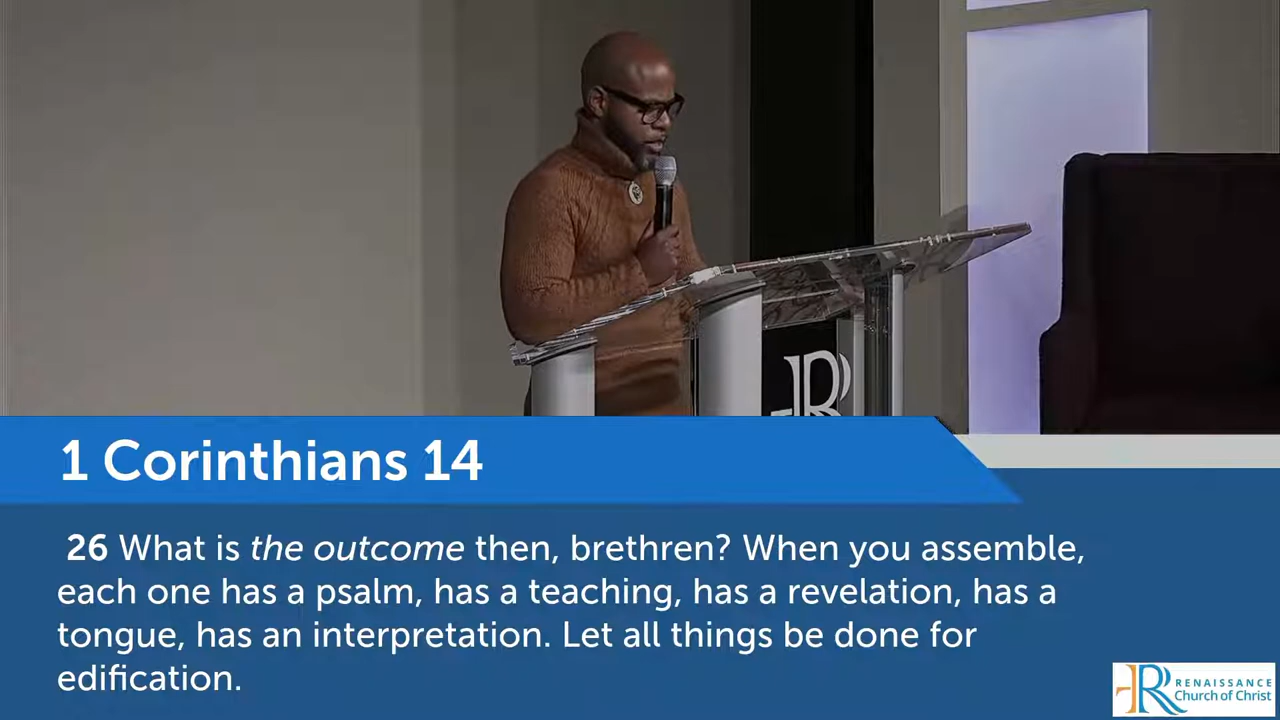 R
1 Corinthians 14
26 What is the outcome then, brethren? When you assemble,
each one has a psalm, has a teaching, has a revelation, has a
tongue, has an interpretation. Let all things be done for
edification.
R RENAISSANCE
Church of Christ